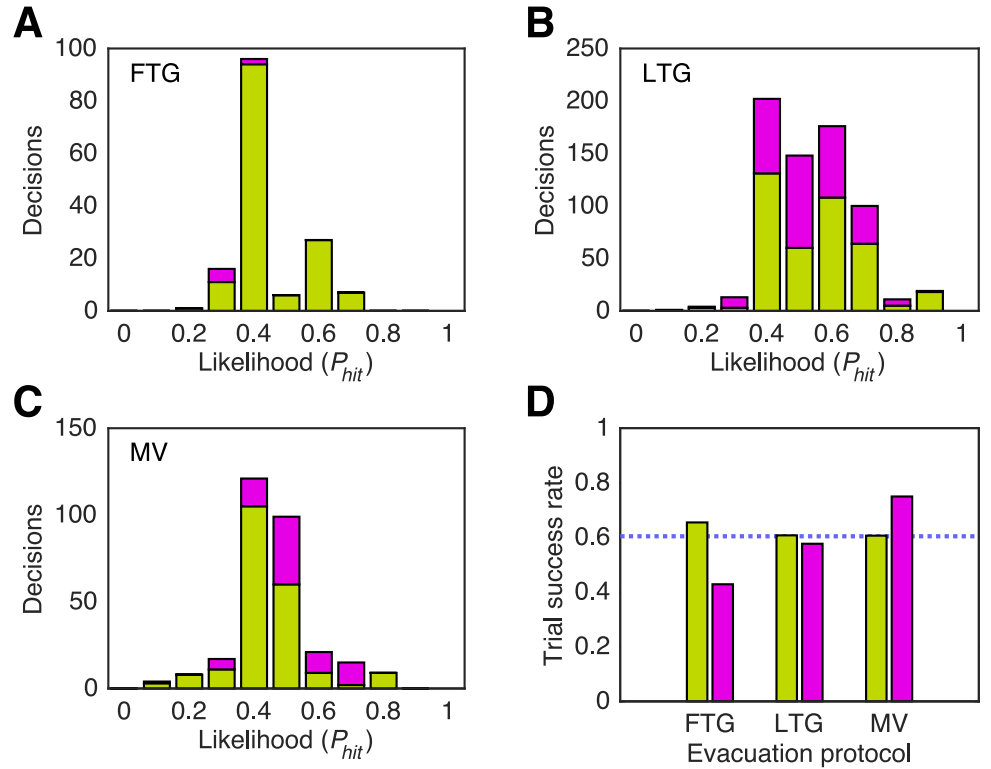 A
FTG
100
80
60
40
20
0
Decisions
0 0.2 0.4 0.6 0.8 1
Likelihood (P_hit)
B
LTG
250
200
150
100
50
0
Decisions
0 0.2 0.4 0.6 0.8 1
Likelihood (P_hit)
C
MV
150
100
50
0
Decisions
0 0.2 0.4 0.6 0.8 1
Likelihood (P_hit)
D
1
0.8
0.6
0.4
0.2
0
Trial success rate
FTG LTG MV
Evacuation protocol